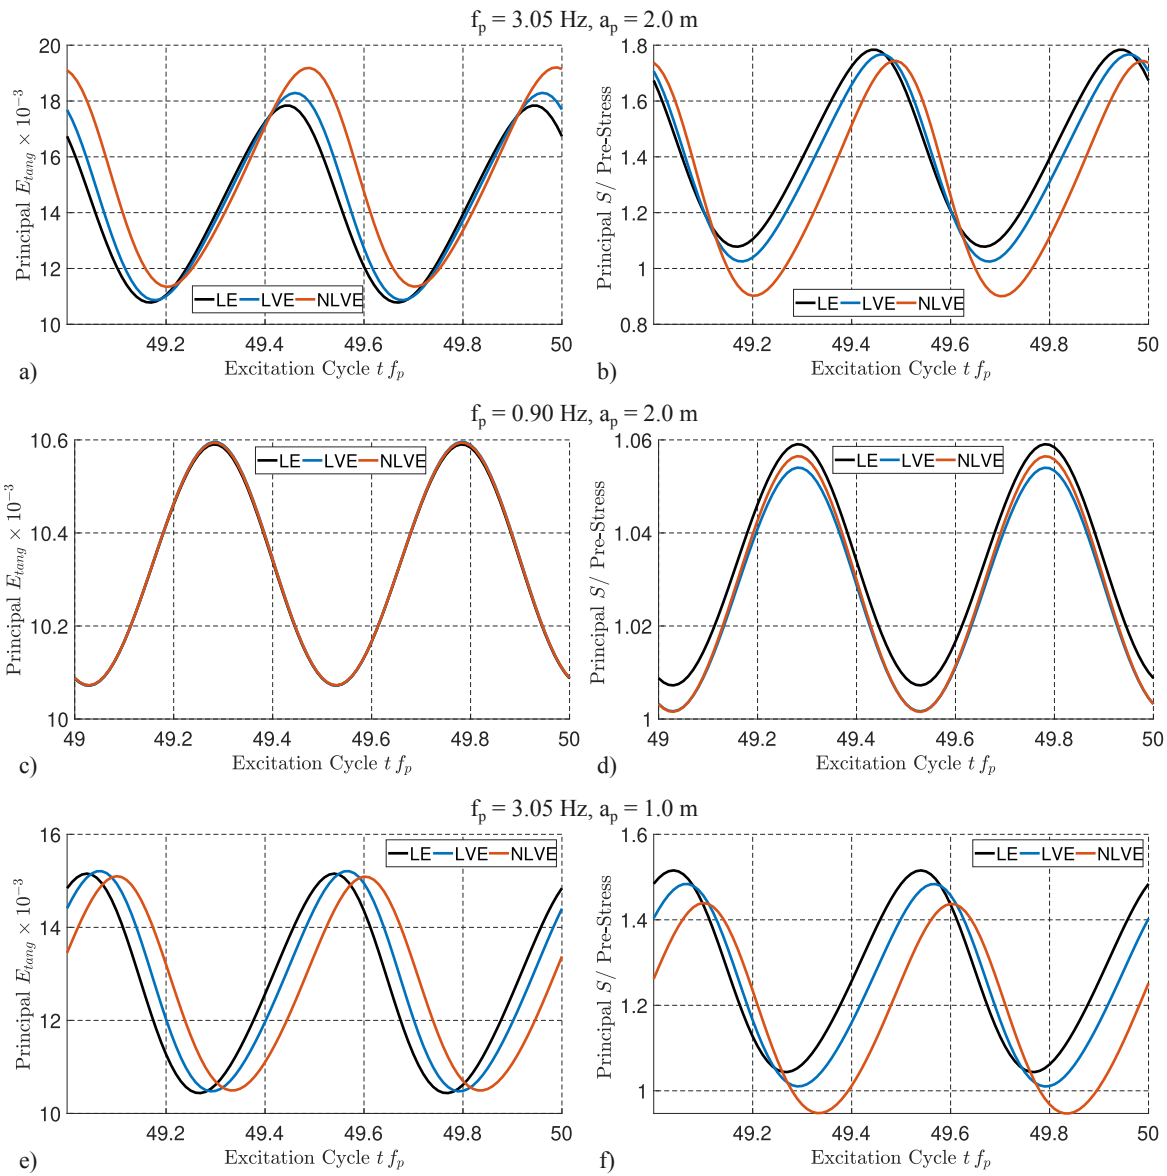 f_p = 3.05 Hz, a_p = 2.0 m
20
18
16
14
12
10
Principal E_tang × 10^-3
LE LVE NLVE
49.2 49.4 49.6 49.8 50
Excitation Cycle t f_p
a)
1.8
1.6
1.4
1.2
1
0.8
Principal S/ Pre-Stress
LE LVE NLVE
49.2 49.4 49.6 49.8 50
Excitation Cycle t f_p
b)
f_p = 0.90 Hz, a_p = 2.0 m
10.6
10.4
10.2
10
Principal E_tang × 10^-3
LE LVE NLVE
49 49.2 49.4 49.6 49.8 50
Excitation Cycle t f_p
c)
1.06
1.04
1.02
1
Principal S/ Pre-Stress
LE LVE NLVE
49 49.2 49.4 49.6 49.8 50
Excitation Cycle t f_p
d)
f_p = 3.05 Hz, a_p = 1.0 m
16
14
12
10
Principal E_tang × 10^-3
LE LVE NLVE
49.2 49.4 49.6 49.8 50
Excitation Cycle t f_p
e)
1.6
1.4
1.2
1
Principal S/ Pre-Stress
LE LVE NLVE
49.2 49.4 49.6 49.8 50
Excitation Cycle t f_p
f)